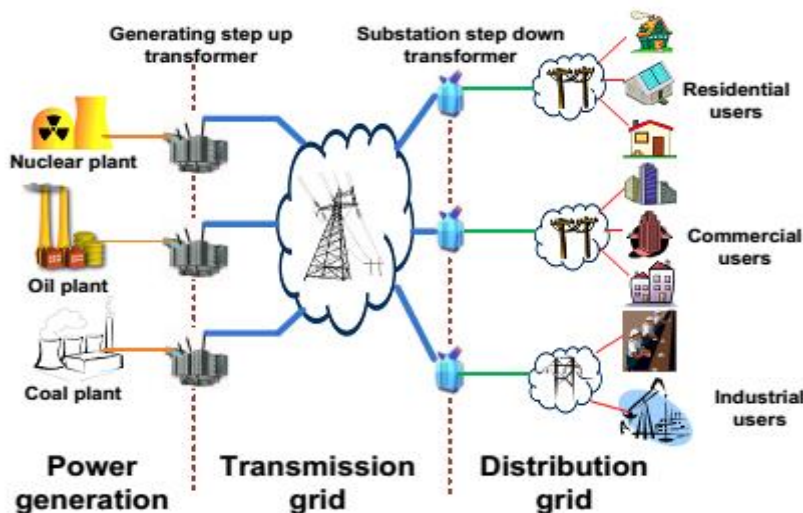 Generating step up
transformer
Substation step down
transformer
Nuclear plant
Oil plant
Coal plant
Residential
users
Commercial
users
Industrial
users
Power
generation
Transmission
grid
Distribution
grid